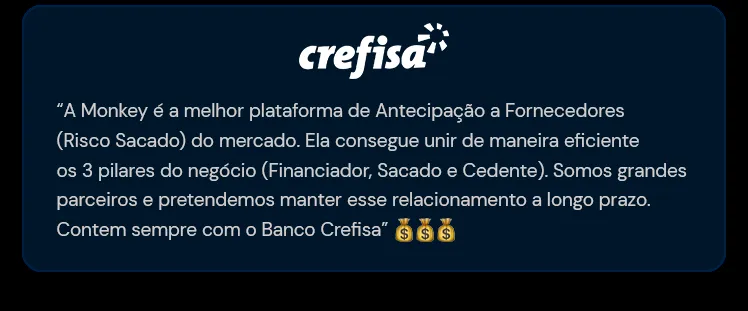 crefisa
“A Monkey é a melhor plataforma de Antecipação a Fornecedores
(Risco Sacado) do mercado. Ela consegue unir de maneira eficiente
os 3 pilares do negócio (Financiador, Sacado e Cedente). Somos grandes
parceiros e pretendemos manter esse relacionamento a longo prazo.
Contem sempre com o Banco Crefisa” 💰💰💰